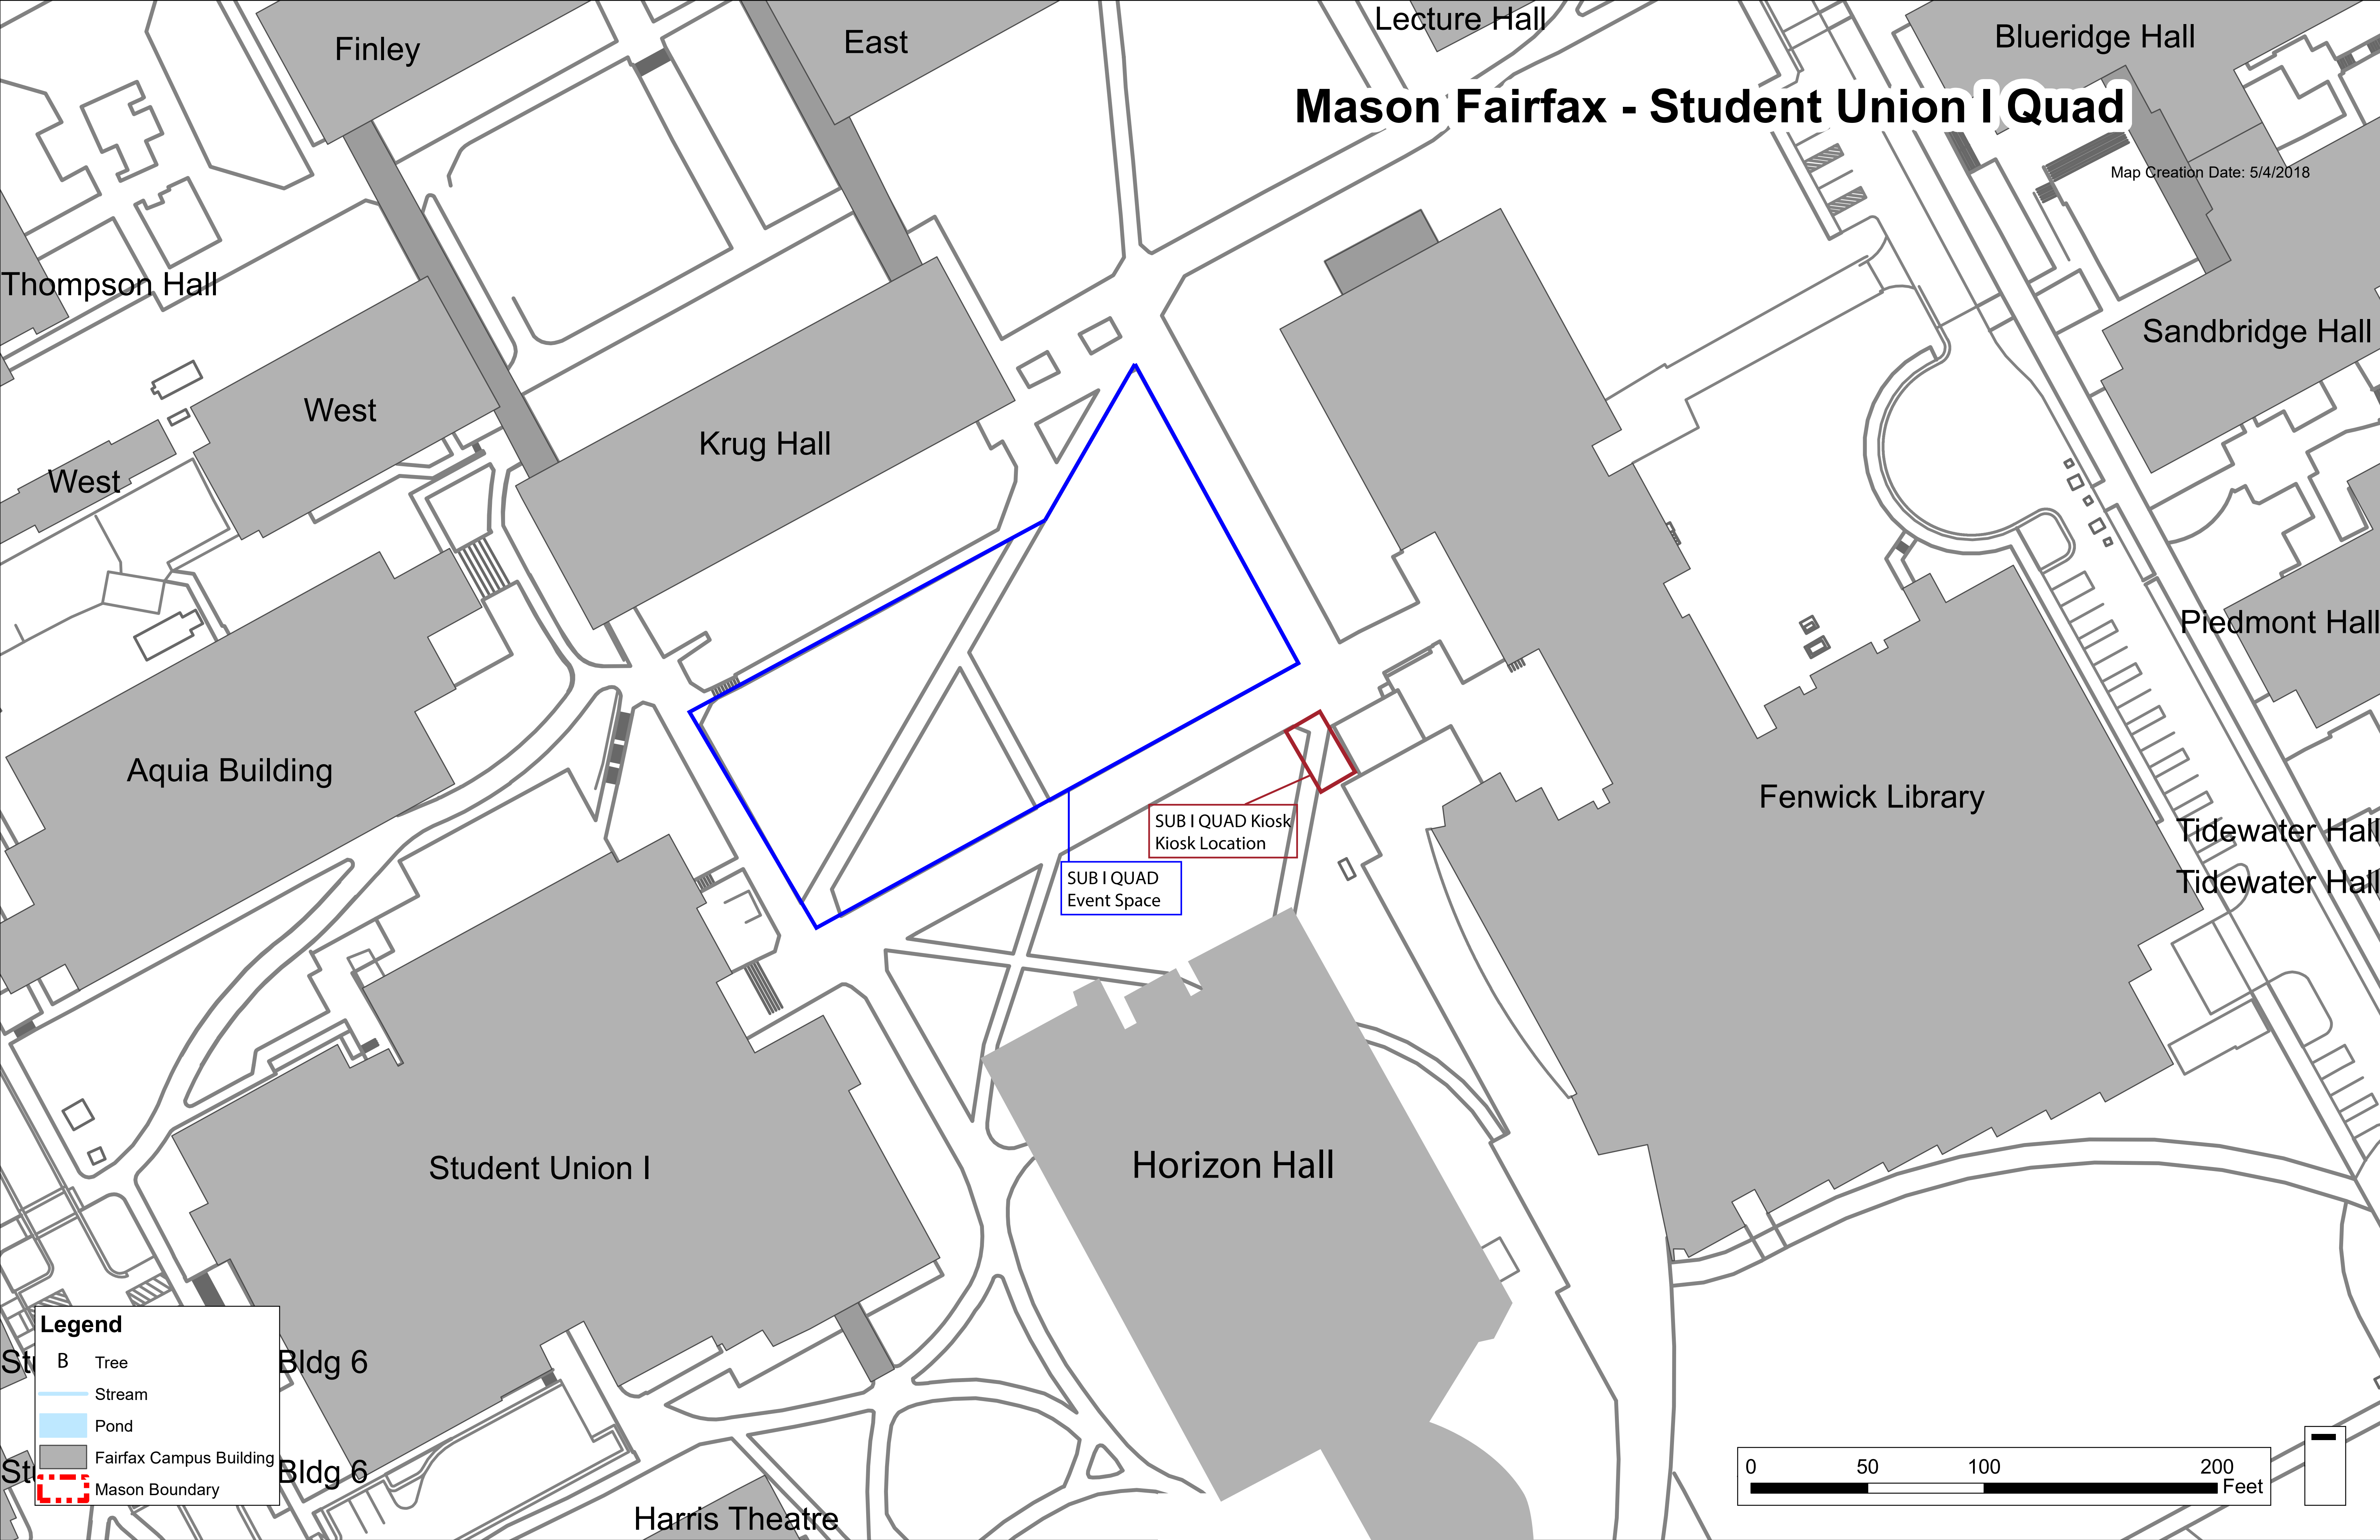 Lecture Hall
Finley
East
Blueridge Hall
Mason Fairfax - Student Union I Quad
Map Creation Date: 5/4/2018
Thompson Hall
Sandbridge Hall
West
Krug Hall
West
Piedmont Hall
Aquia Building
Fenwick Library
SUB I QUAD Kiosk
Kiosk Location
Tidewater Hall
SUB I QUAD
Event Space
Tidewater Hall
Student Union I
Horizon Hall
Legend
B Tree
Bldg 6
Stream
Pond
Fairfax Campus Building
Bldg 6
Mason Boundary
0 50 100 200
Feet
Harris Theatre